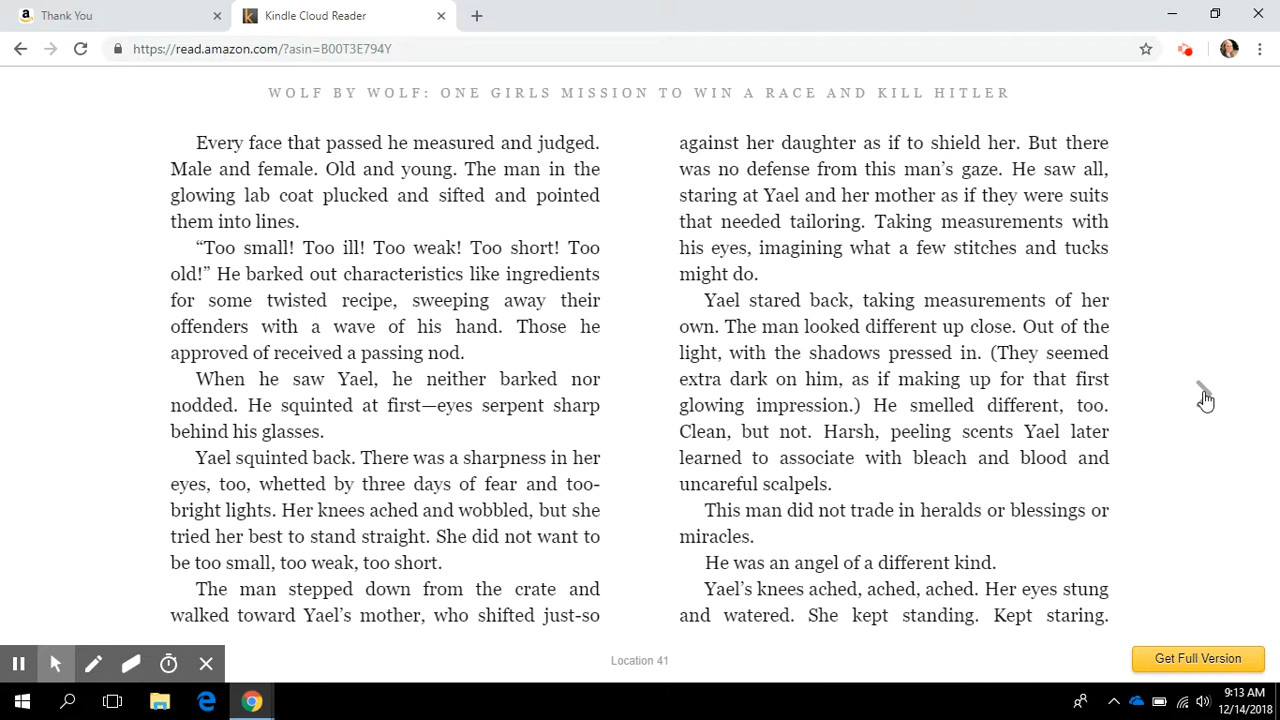 Thank You
Kindle Cloud Reader
https://read.amazon.com/?asin=B00T3E794Y
WOLF BY WOLF: ONE GIRLS MISSION TO WIN A RACE AND KILL HITLER
Every face that passed he measured and judged.
Male and female. Old and young. The man in the
glowing lab coat plucked and sifted and pointed
them into lines.
“Too small! Too ill! Too weak! Too short! Too
old!” He barked out characteristics like ingredients
for some twisted recipe, sweeping away their
offenders with a wave of his hand. Those he
approved of received a passing nod.
When he saw Yael, he neither barked nor
nodded. He squinted at first—eyes serpent sharp
behind his glasses.
Yael squinted back. There was a sharpness in her
eyes, too, whetted by three days of fear and too-
bright lights. Her knees ached and wobbled, but she
tried her best to stand straight. She did not want to
be too small, too weak, too short.
The man stepped down from the crate and
walked toward Yael’s mother, who shifted just-so
against her daughter as if to shield her. But there
was no defense from this man’s gaze. He saw all,
staring at Yael and her mother as if they were suits
that needed tailoring. Taking measurements with
his eyes, imagining what a few stitches and tucks
might do.
Yael stared back, taking measurements of her
own. The man looked different up close. Out of the
light, with the shadows pressed in. (They seemed
extra dark on him, as if making up for that first
glowing impression.) He smelled different, too.
Clean, but not. Harsh, peeling scents Yael later
learned to associate with bleach and blood and
uncareful scalpels.
This man did not trade in heralds or blessings or
miracles.
He was an angel of a different kind.
Yael’s knees ached, ached, ached. Her eyes stung
and watered. She kept standing. Kept staring.
Location 41
Get Full Version
9:13 AM
12/14/2018